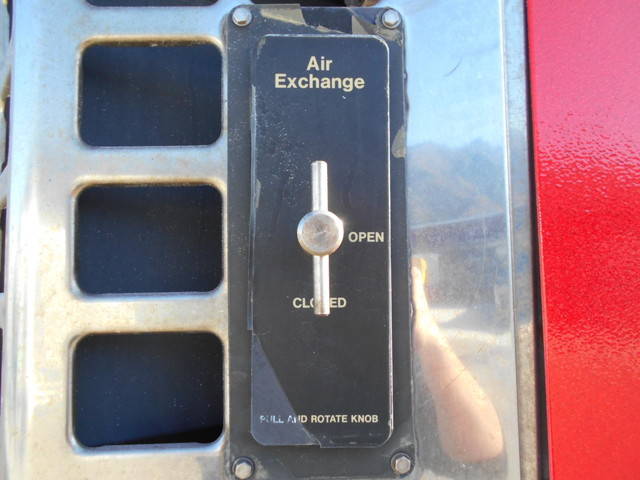 Air
Exchange
OPEN
CLOSED
PULL AND ROTATE KNOB